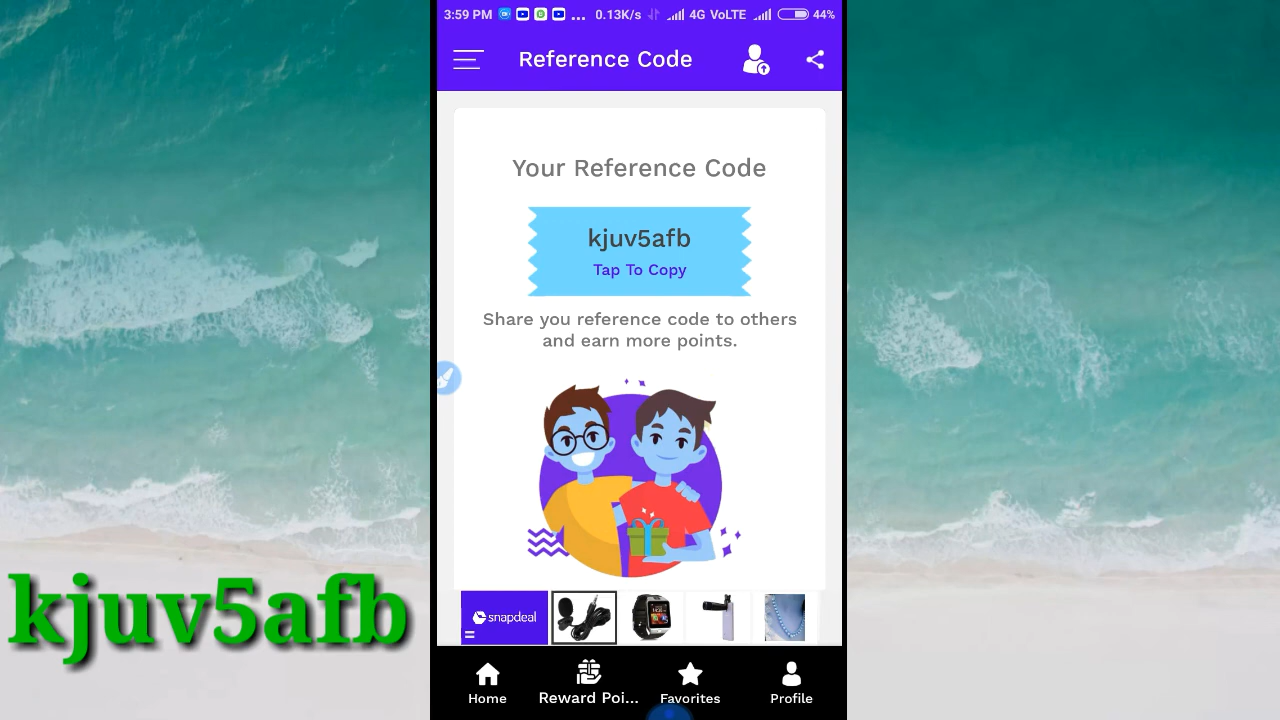 3:59 PM ... 0.13K/s 4G VoLTE 44%
Reference Code
Your Reference Code
kjuv5afb
Tap To Copy
Share you reference code to others
and earn more points.
kjuv5afb
snapdeal
Home Reward Poi... Favorites Profile